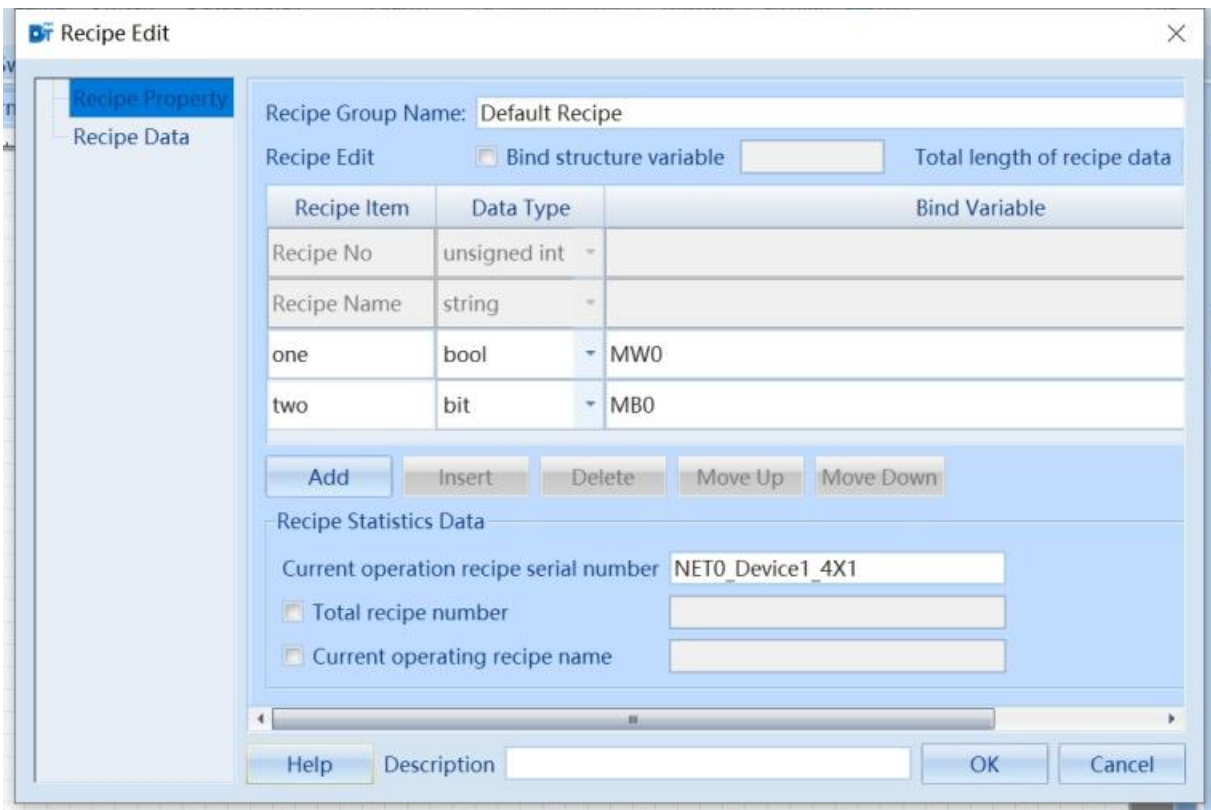 DT Recipe Edit
Recipe Property
Recipe Data
Recipe Group Name: Default Recipe
Recipe Edit Bind structure variable Total length of recipe data
Recipe Item Data Type Bind Variable
Recipe No unsigned int
Recipe Name string
one bool MW0
two bit MB0
Add Insert Delete Move Up Move Down
Recipe Statistics Data
Current operation recipe serial number NET0_Device1_4X1
Total recipe number
Current operating recipe name
Help Description OK Cancel